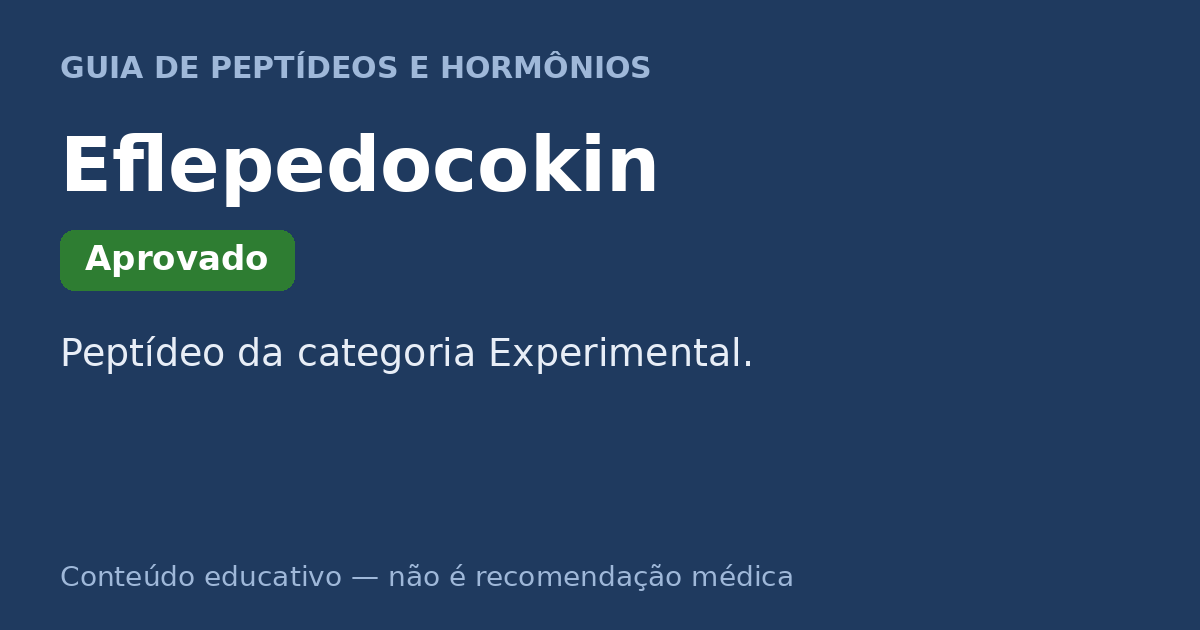 GUIA DE PEPTÍDEOS E HORMÔNIOS
Eflepedocokin
Aprovado
Peptídeo da categoria Experimental.
Conteúdo educativo — não é recomendação médica